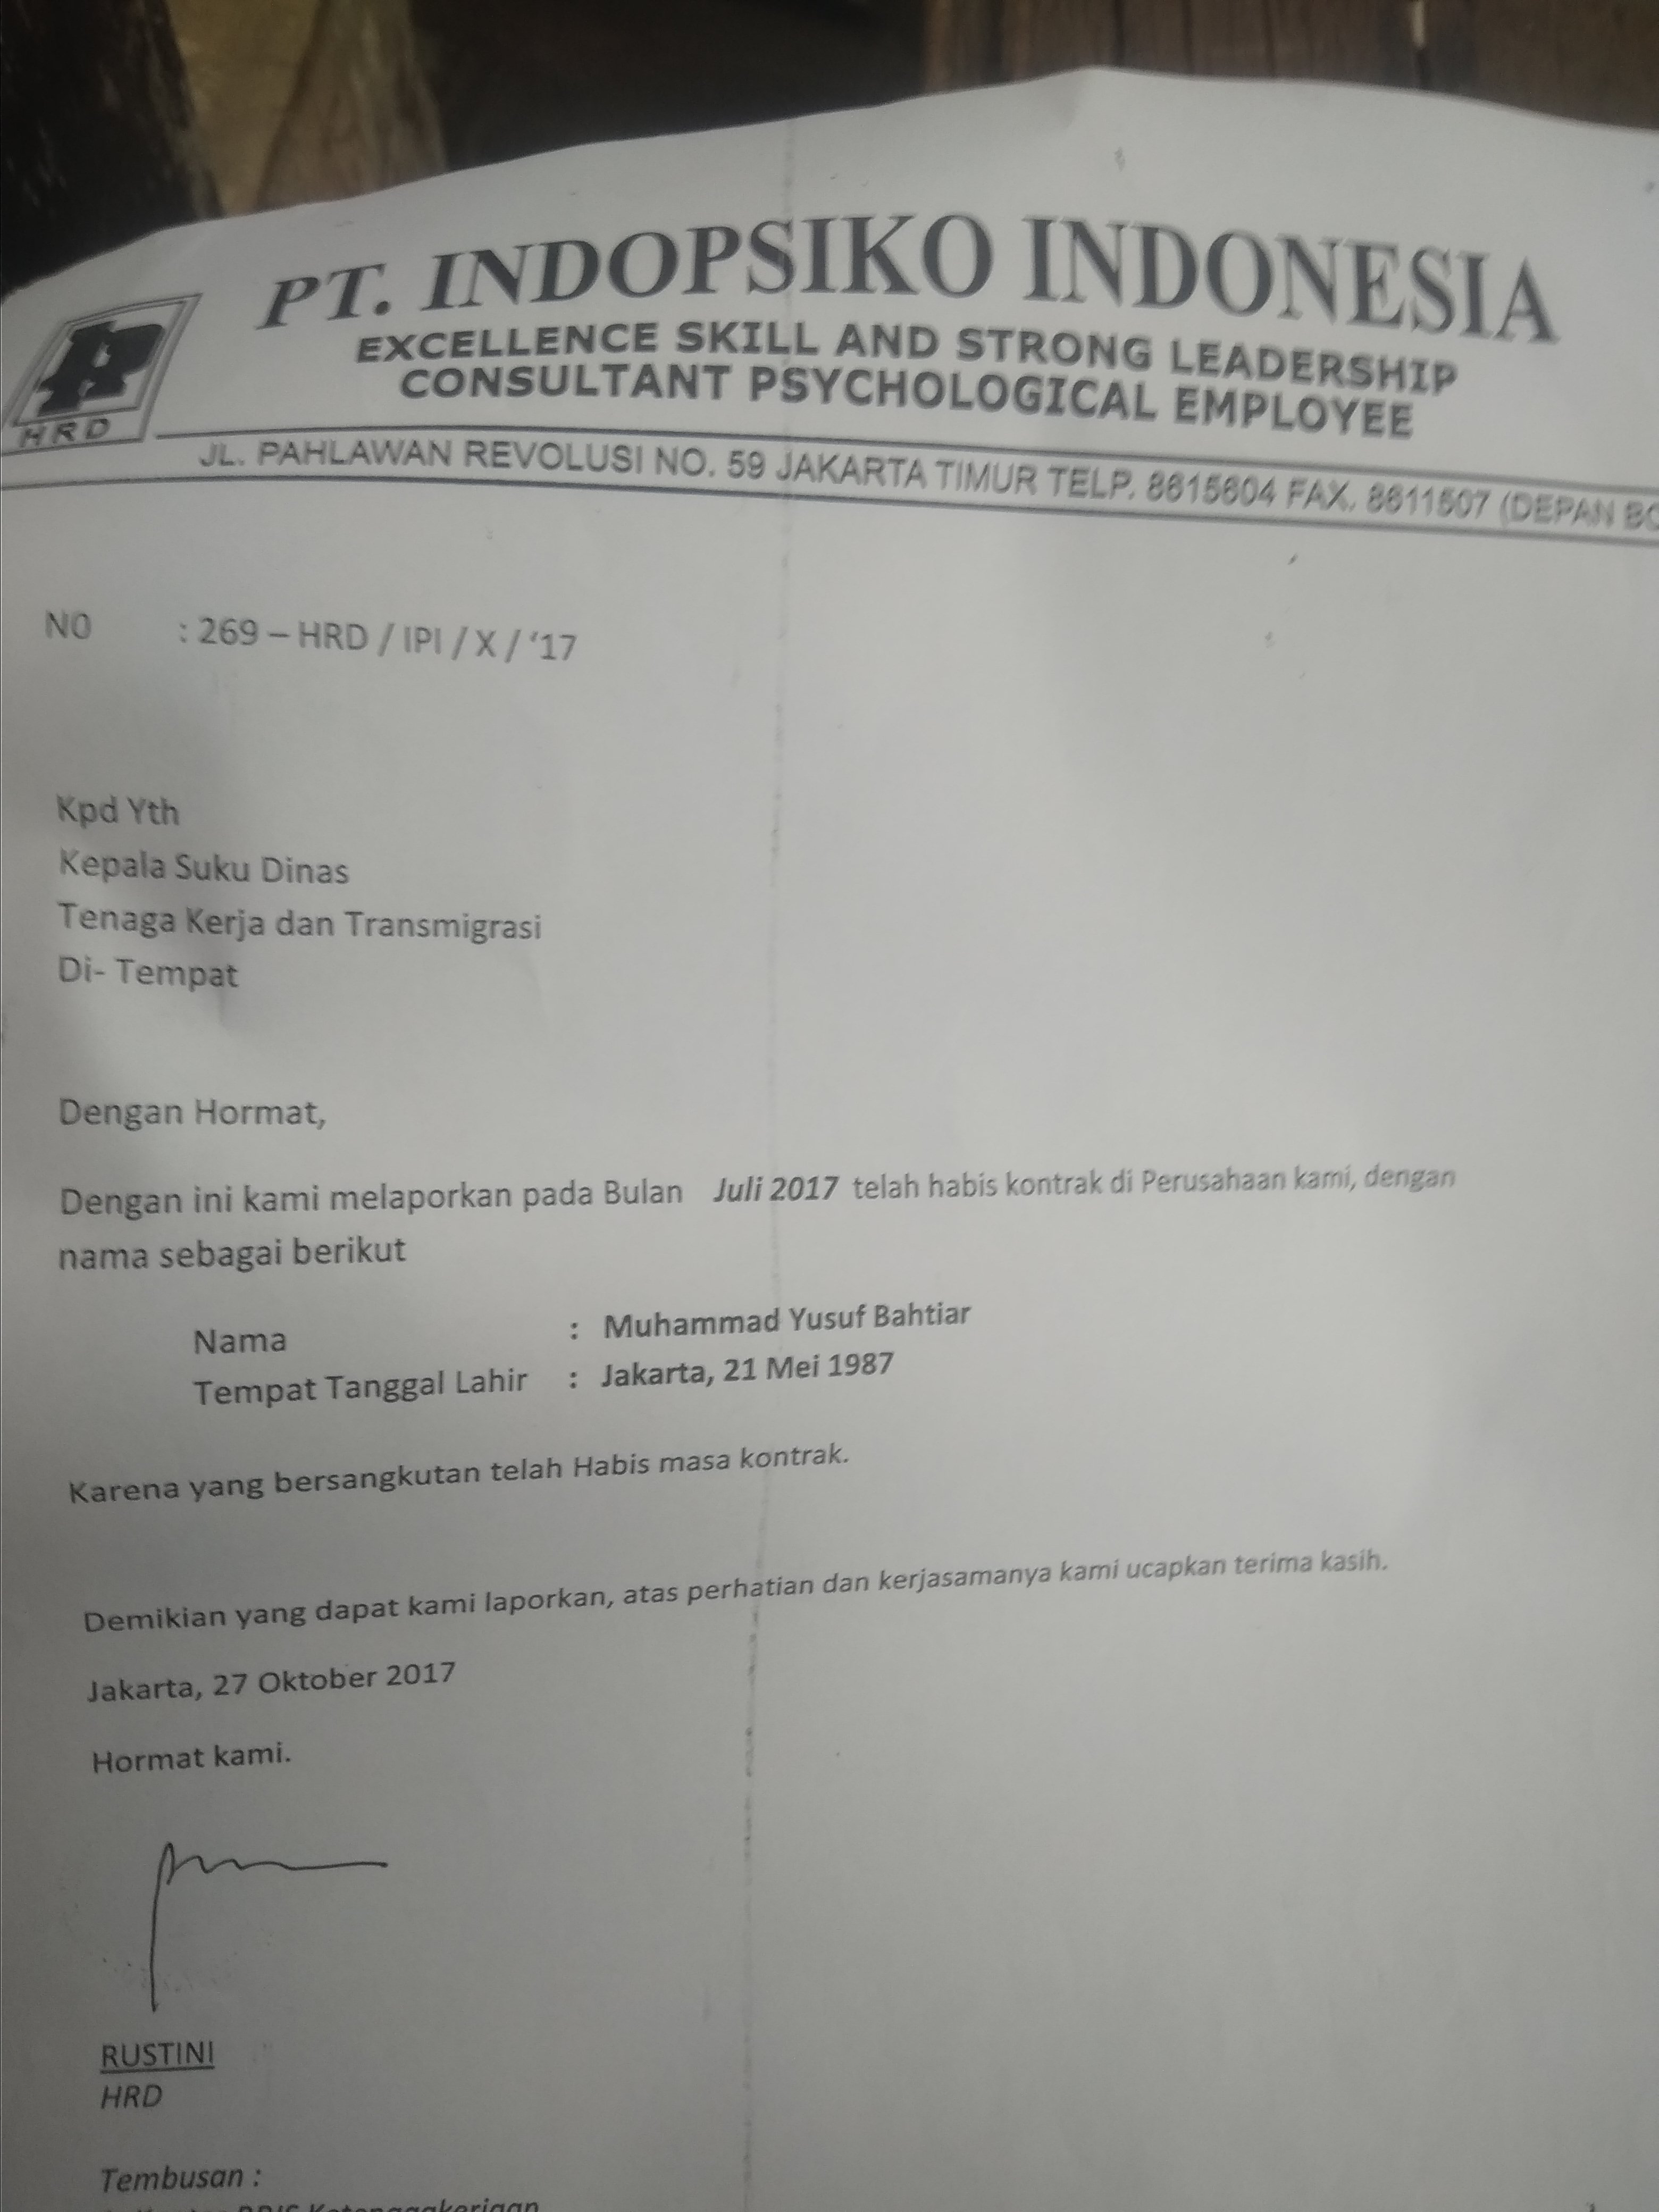 PT. INDOPSIKO INDONESIA
EXCELLENCE SKILL AND STRONG LEADERSHIP
CONSULTANT PSYCHOLOGICAL EMPLOYEE
HRD
JL. PAHLAWAN REVOLUSI NO. 59 JAKARTA TIMUR TELP. 8615604 FAX. 8611507 (DEPAN
NO : 269 – HRD / IPI / X / ‘17
Kpd Yth
Kepala Suku Dinas
Tenaga Kerja dan Transmigrasi
Di- Tempat
Dengan Hormat,
Dengan ini kami melaporkan pada Bulan Juli 2017 telah habis kontrak di Perusahaan kami, dengan
nama sebagai berikut
Nama : Muhammad Yusuf Bahtiar
Tempat Tanggal Lahir : Jakarta, 21 Mei 1987
Karena yang bersangkutan telah Habis masa kontrak.
Demikian yang dapat kami laporkan, atas perhatian dan kerjasamanya kami ucapkan terima kasih.
Jakarta, 27 Oktober 2017
Hormat kami.
RUSTINI
HRD
Tembusan :
BPJS Ketenagakerjaan